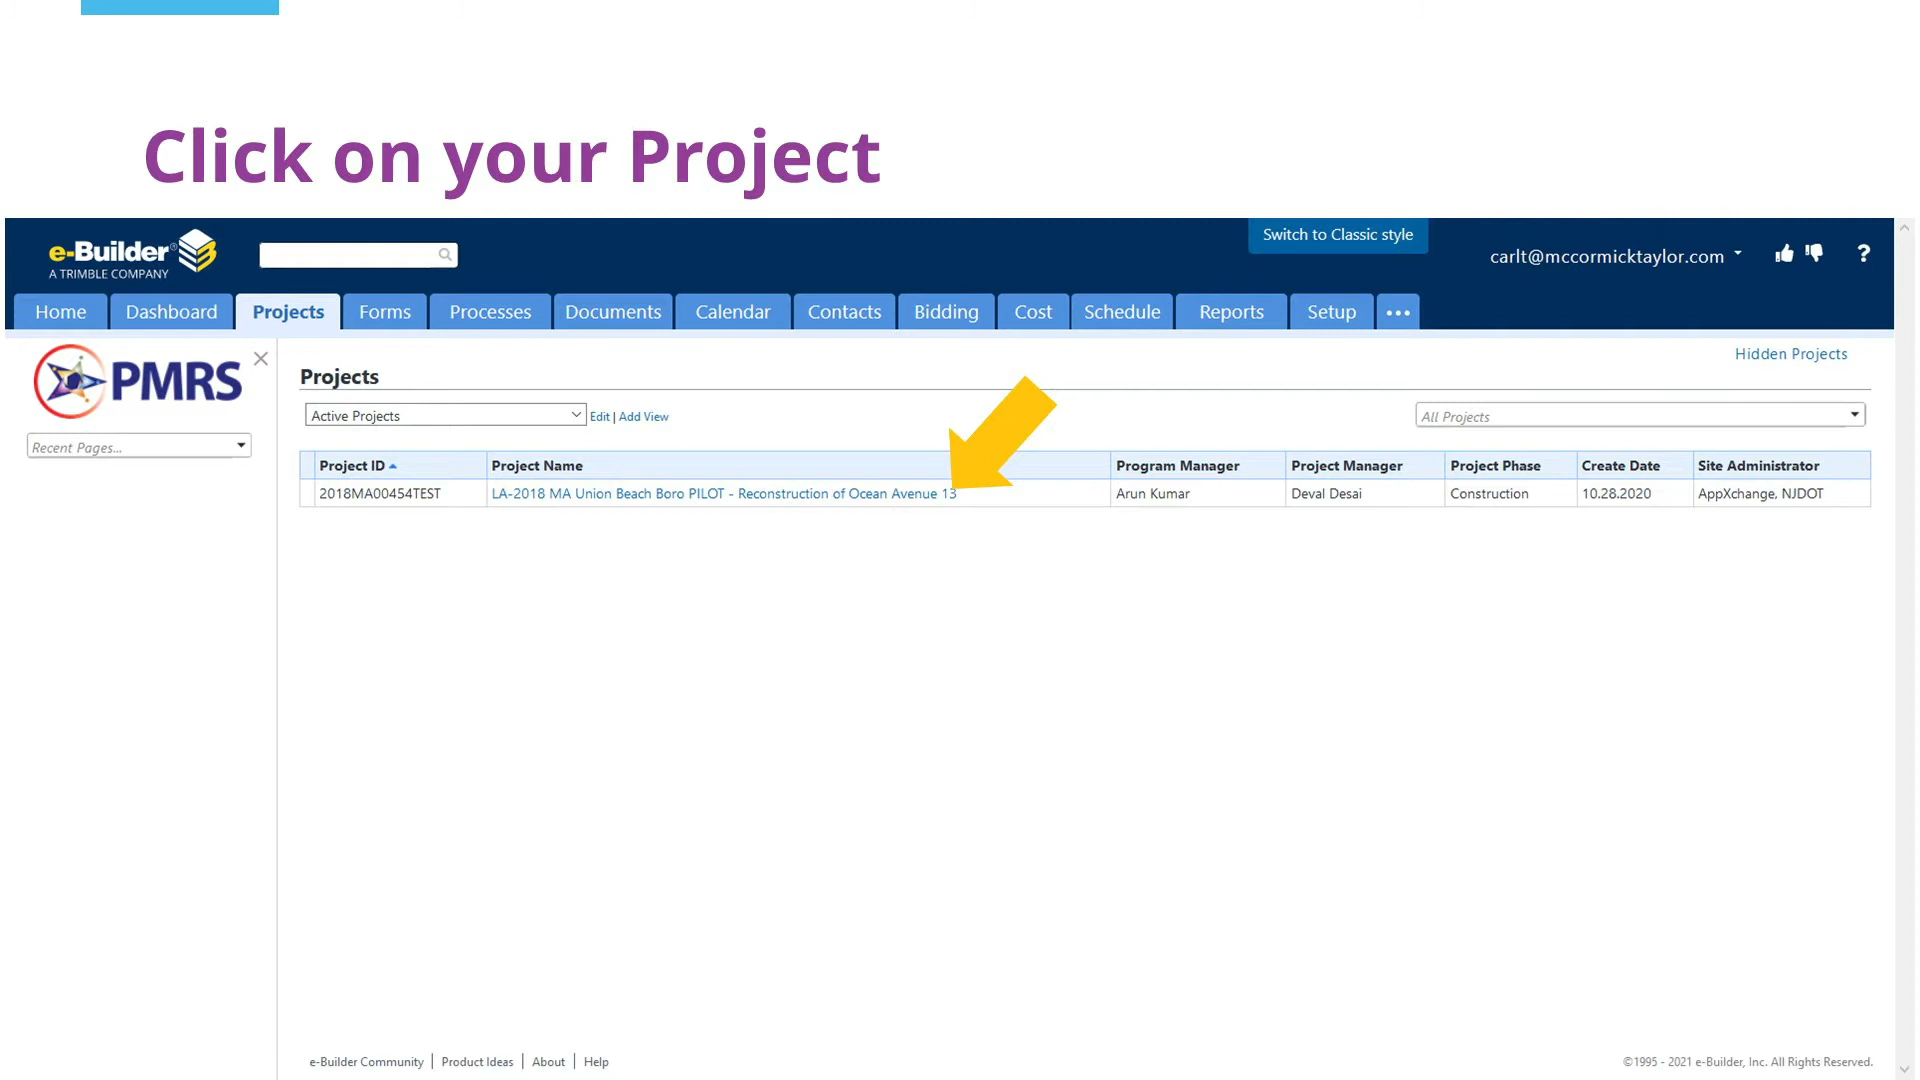 Click on your Project
e-Builder®
A TRIMBLE COMPANY
Switch to Classic style
carlt@mccormicktaylor.com
?
Home Dashboard Projects Forms Processes Documents Calendar Contacts Bidding Cost Schedule Reports Setup •••
PMRS
Recent Pages...
Hidden Projects
Projects
Active Projects Edit | Add View All Projects
Project ID Project Name Program Manager Project Manager Project Phase Create Date Site Administrator
2018MA00454TEST LA-2018 MA Union Beach Boro PILOT - Reconstruction of Ocean Avenue 13 Arun Kumar Deval Desai Construction 10.28.2020 AppXchange, NJDOT
e-Builder Community | Product Ideas | About | Help ©1995 - 2021 e-Builder, Inc. All Rights Reserved.